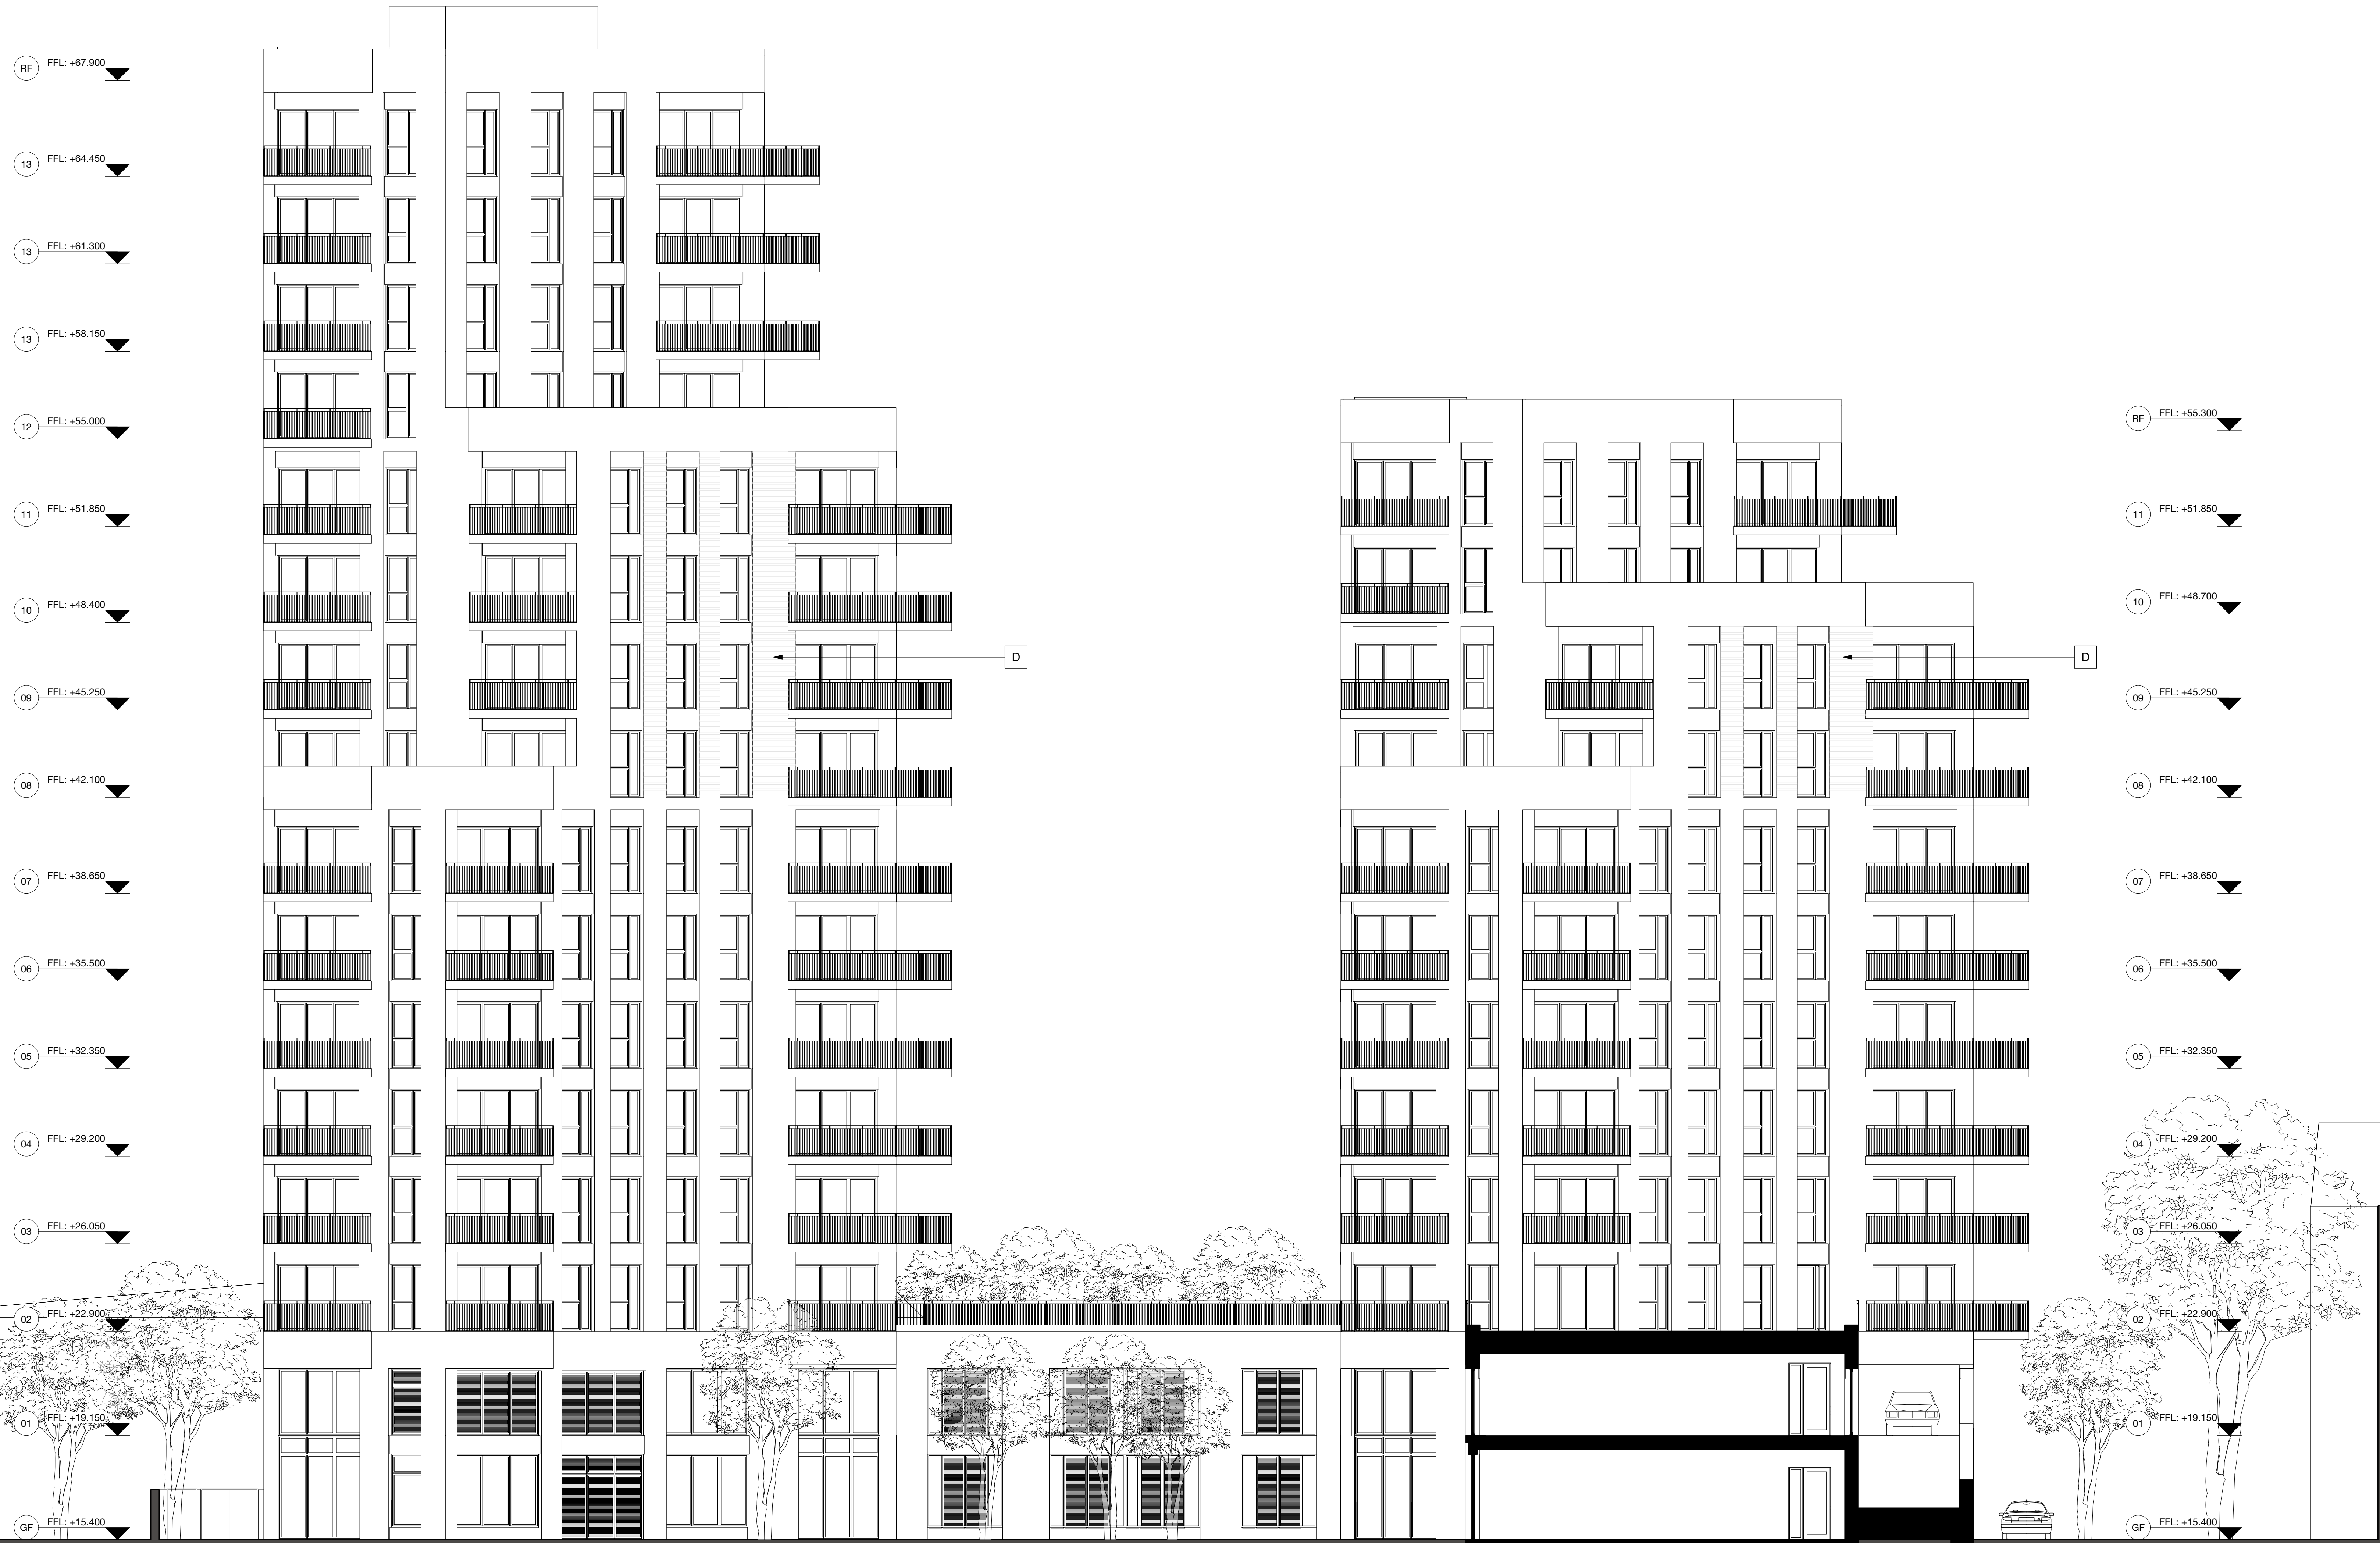 RF FFL: +67.900
13 FFL: +64.450
13 FFL: +61.300
13 FFL: +58.150
12 FFL: +55.000
11 FFL: +51.850
10 FFL: +48.400
09 FFL: +45.250
08 FFL: +42.100
07 FFL: +38.650
06 FFL: +35.500
05 FFL: +32.350
04 FFL: +29.200
03 FFL: +26.050
02 FFL: +22.900
01 FFL: +19.150
GF FFL: +15.400
D
D
RF FFL: +55.300
11 FFL: +51.850
10 FFL: +48.700
09 FFL: +45.250
08 FFL: +42.100
07 FFL: +38.650
06 FFL: +35.500
05 FFL: +32.350
04 FFL: +29.200
03 FFL: +26.050
02 FFL: +22.900
01 FFL: +19.150
GF FFL: +15.400